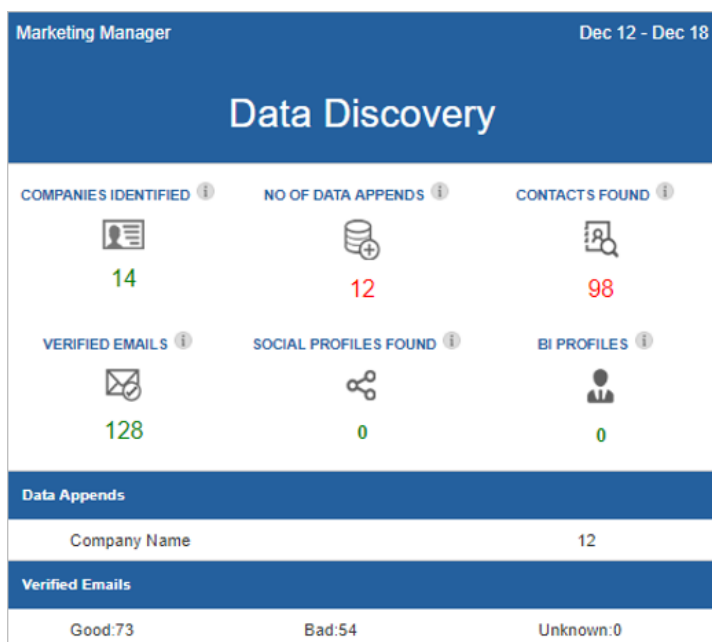 Marketing Manager Dec 12 - Dec 18
Data Discovery
COMPANIES IDENTIFIED i NO OF DATA APPENDS i CONTACTS FOUND i
14 12 98
VERIFIED EMAILS i SOCIAL PROFILES FOUND i BI PROFILES i
128 0 0
Data Appends
Company Name 12
Verified Emails
Good:73 Bad:54 Unknown:0